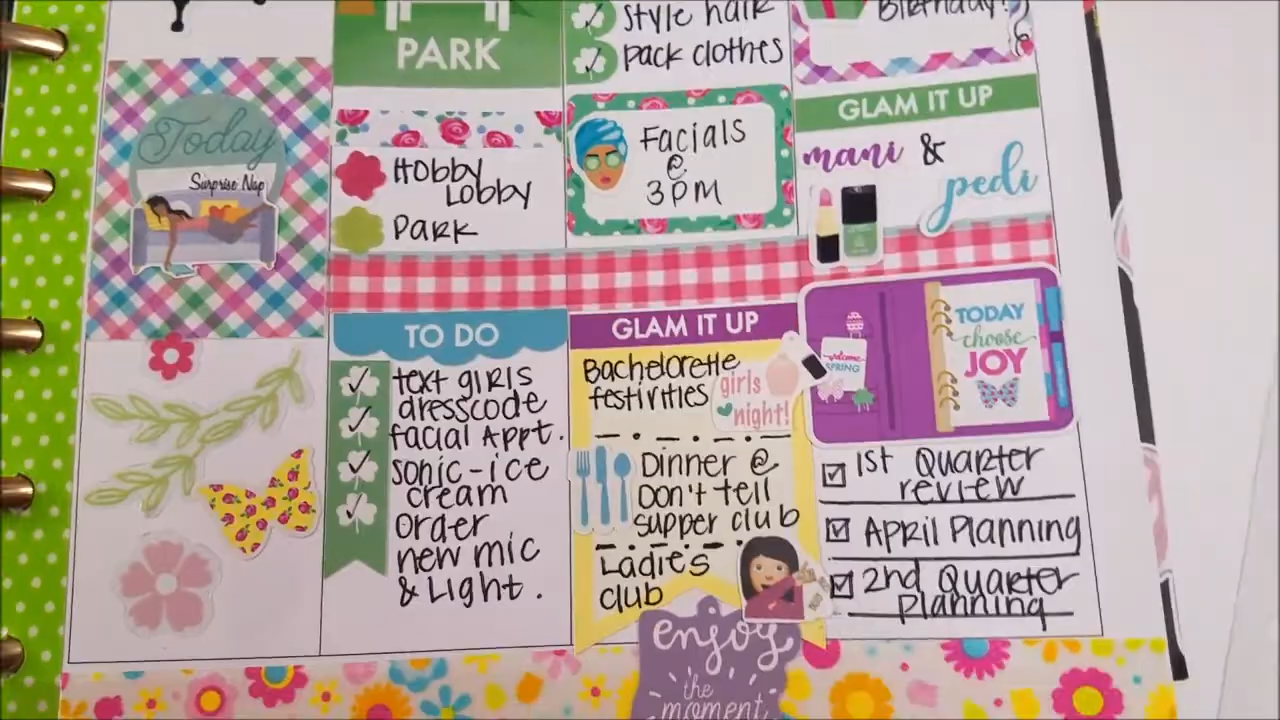 Today
Surprise Nap
PARK
HOBBY
LOBBY
PARK
TO DO
text GIRLS
dresscode
facial Appt.
sonic-ice
cream
order
new mic
& Light.
style hair
pack clothes
Facials
@
3PM
GLAM IT UP
Bachelorette
festivities
girls
night!
Dinner @
Don't tell
supper club
Ladies
club
enjoy
the
moment
Birthday!
GLAM IT UP
mani &
pedi
welcome
SPRING
TODAY
choose
JOY
1st Quarter
review
April Planning
2nd Quarter
planning